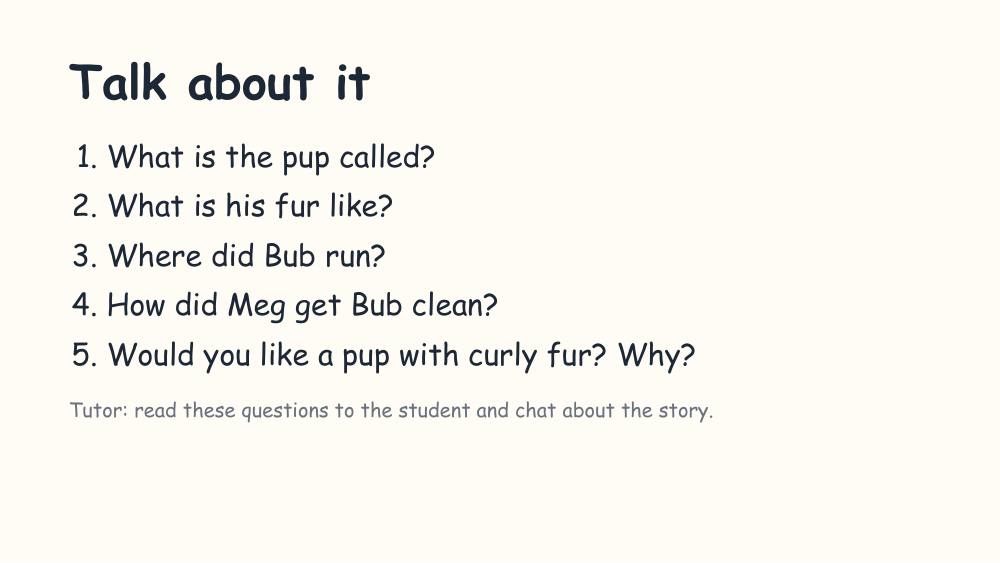 Talk about it
1. What is the pup called?
2. What is his fur like?
3. Where did Bub run?
4. How did Meg get Bub clean?
5. Would you like a pup with curly fur? Why?
Tutor: read these questions to the student and chat about the story.